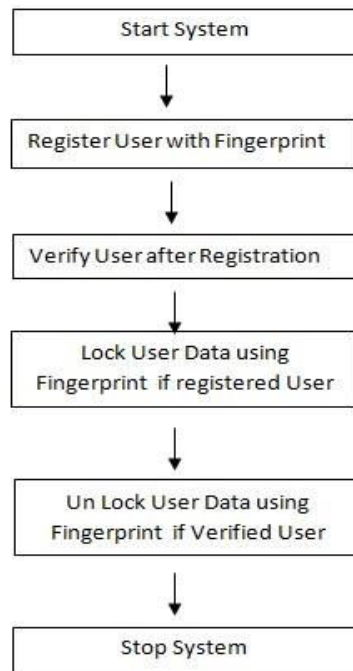 Start System
Register User with Fingerprint
Verify User after Registration
Lock User Data using
Fingerprint if registered User
Un Lock User Data using
Fingerprint if Verified User
Stop System